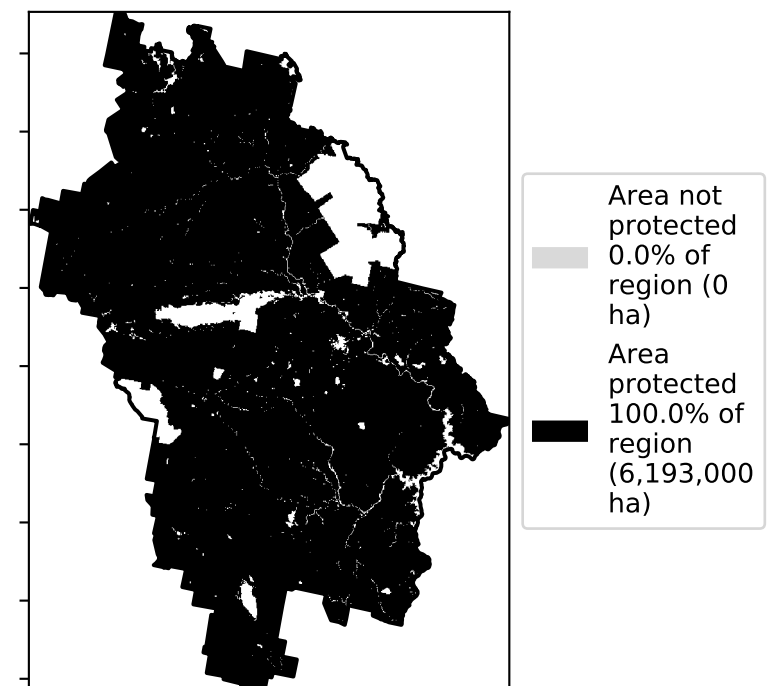 Area not
protected
0.0% of
region (0
ha)
Area
protected
100.0% of
region
(6,193,000
ha)